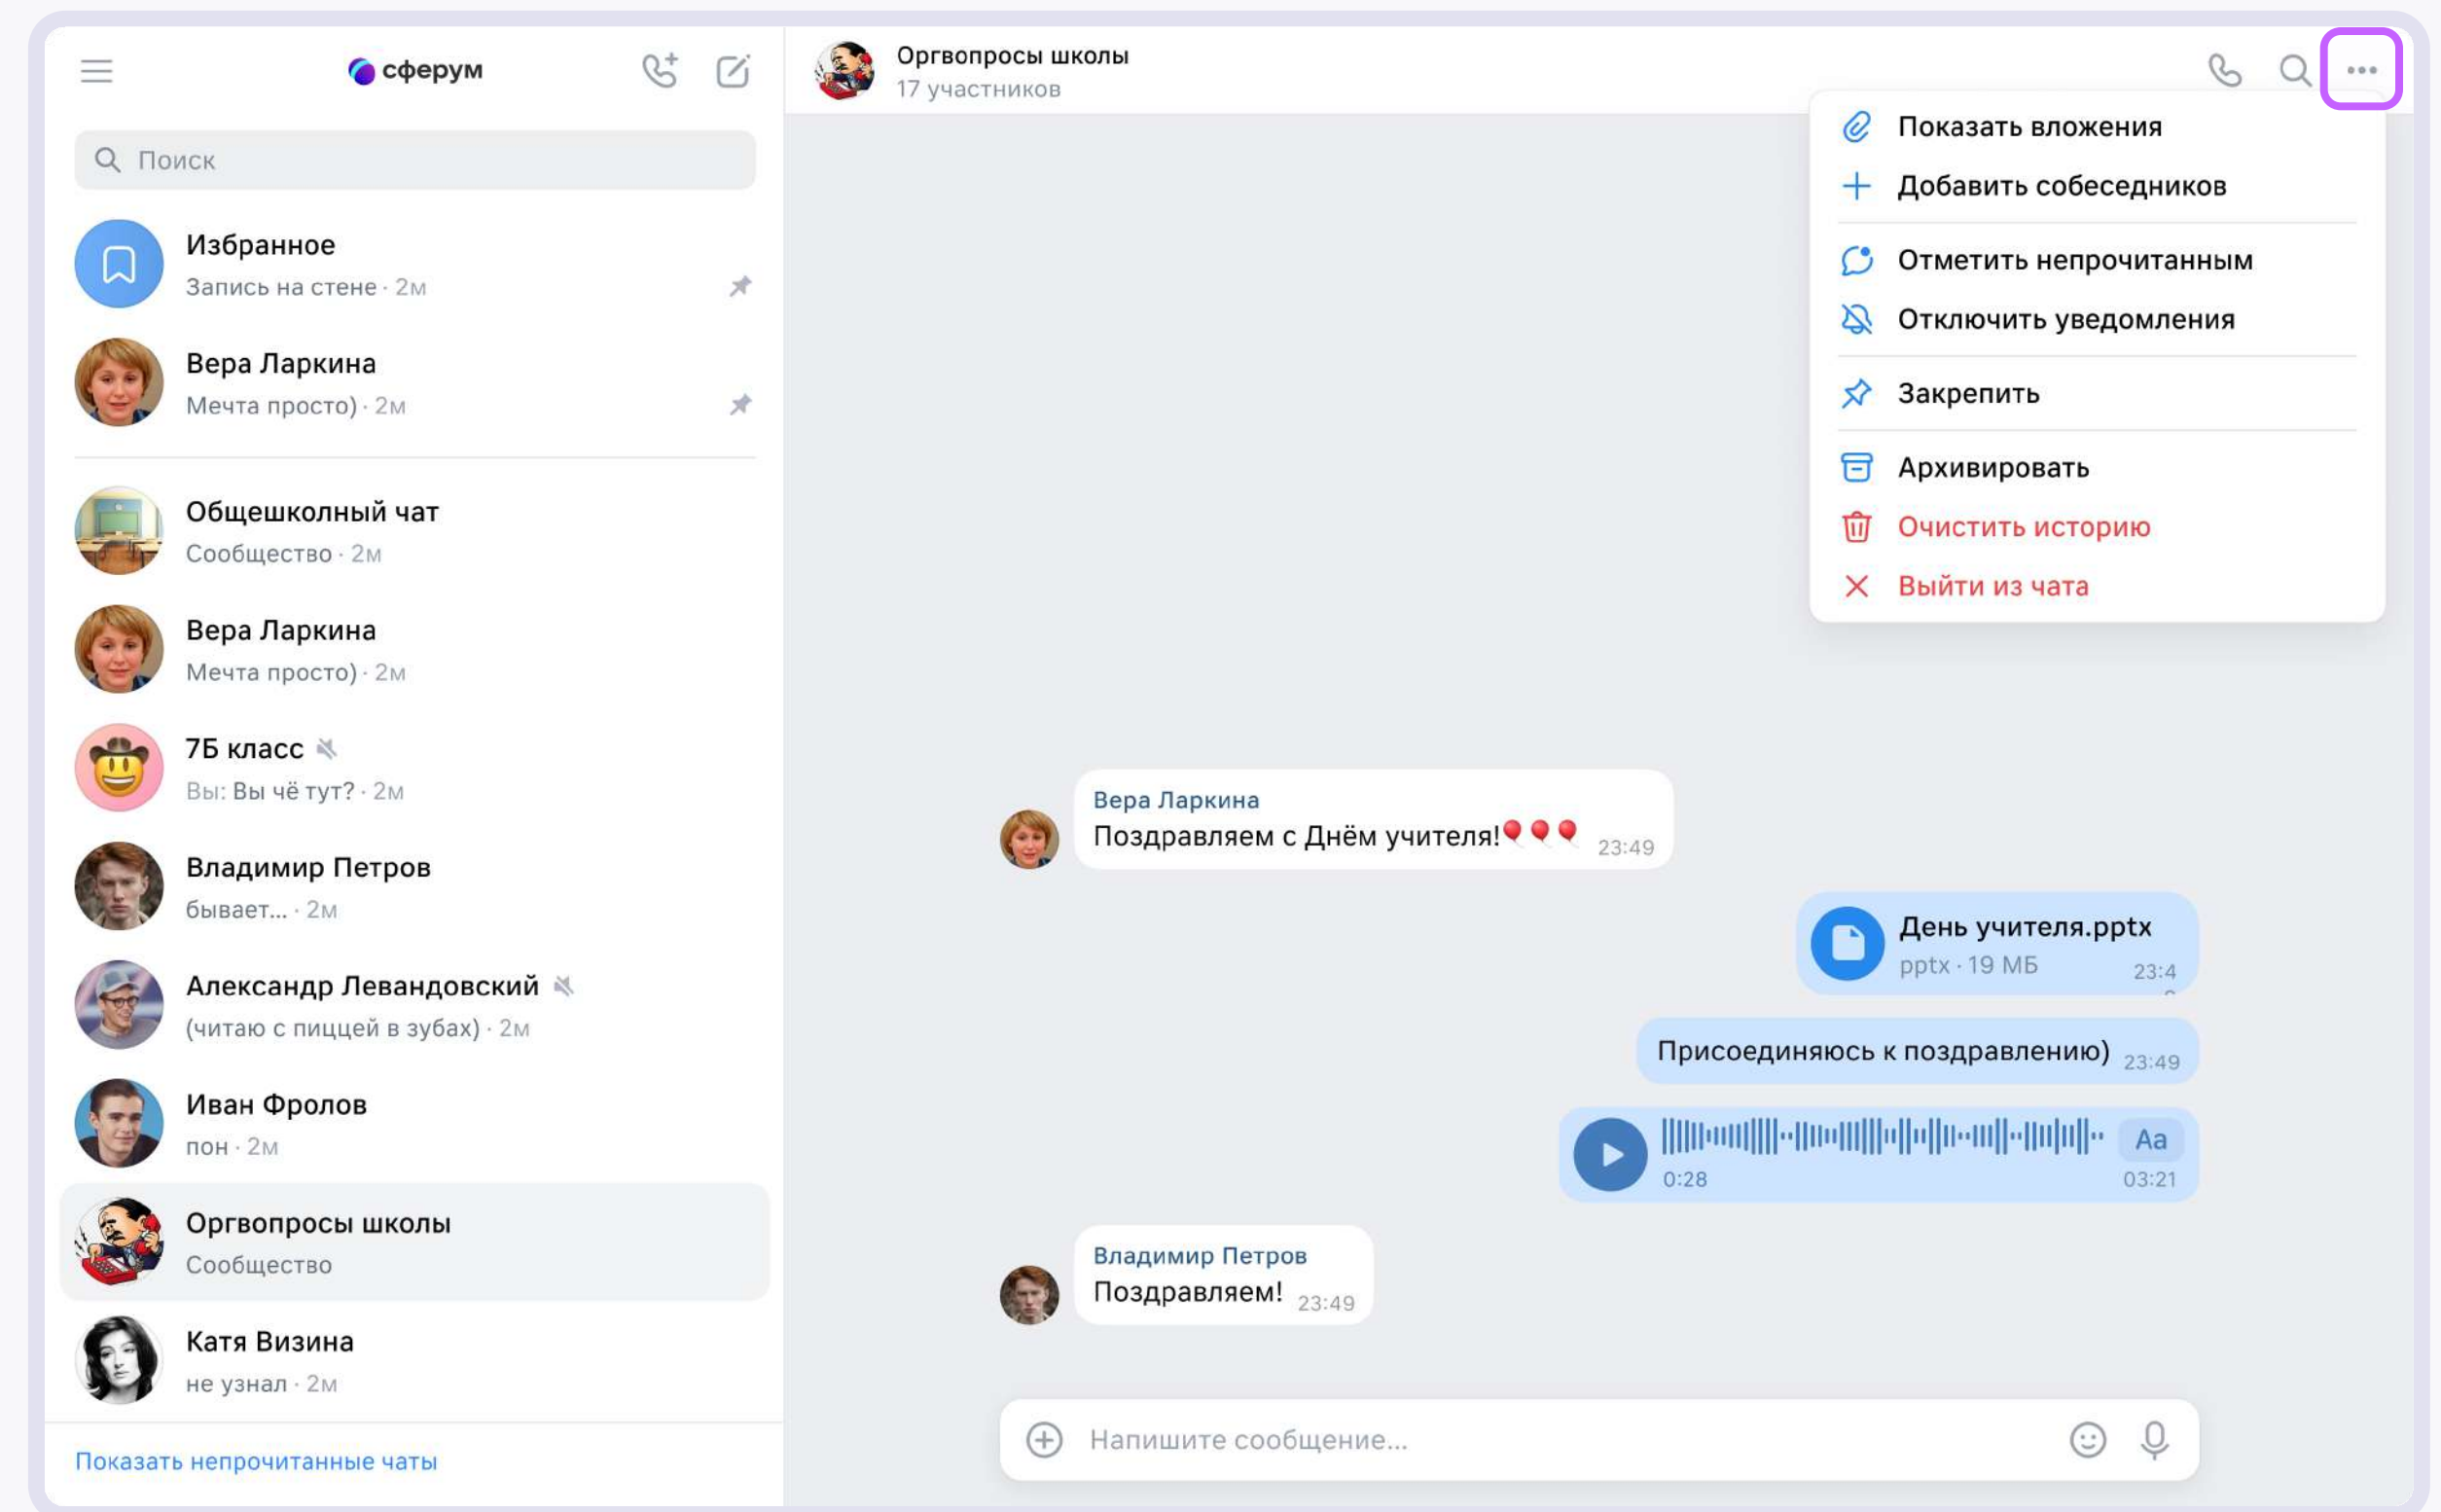 сферум
Поиск
Избранное
Запись на стене · 2м
Вера Ларкина
Мечта просто) · 2м
Общешколный чат
Сообщество · 2м
Вера Ларкина
Мечта просто) · 2м
7Б класс
Вы: Вы чё тут? · 2м
Владимир Петров
бывает... · 2м
Александр Левандовский
(читаю с пиццей в зубах) · 2м
Иван Фролов
пон · 2м
Оргвопросы школы
Сообщество
Катя Визина
не узнал · 2м
Показать непрочитанные чаты
Оргвопросы школы
17 участников
Показать вложения
Добавить собеседников
Отметить непрочитанным
Отключить уведомления
Закрепить
Архивировать
Очистить историю
Выйти из чата
Вера Ларкина
Поздравляем с Днём учителя!🎈🎈🎈 23:49
День учителя.pptx
pptx · 19 МБ 23:4
Присоединяюсь к поздравлению) 23:49
Aa
0:28 03:21
Владимир Петров
Поздравляем! 23:49
Напишите сообщение...